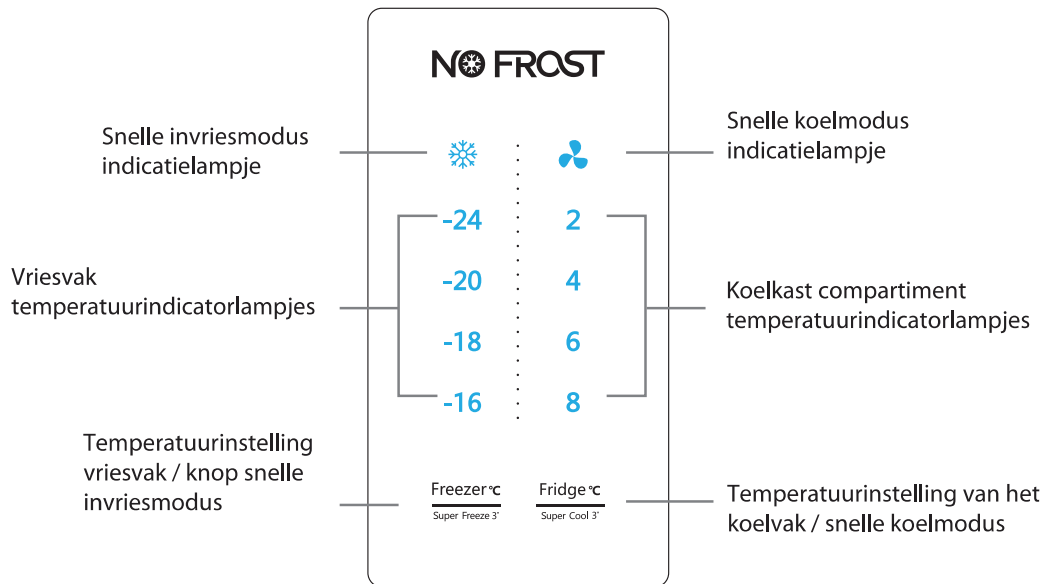 NO FROST
Snelle invriesmodus
indicatielampje
Snelle koelmodus
indicatielampje
-24 2
-20 4
-18 6
-16 8
Vriesvak
temperatuurindicatorlampjes
Koelkast compartiment
temperatuurindicatorlampjes
Temperatuurinstelling
vriesvak / knop snelle
invriesmodus
Freezer °C
Super Freeze 3"
Fridge °C
Super Cool 3"
Temperatuurinstelling van het
koelvak / snelle koelmodus